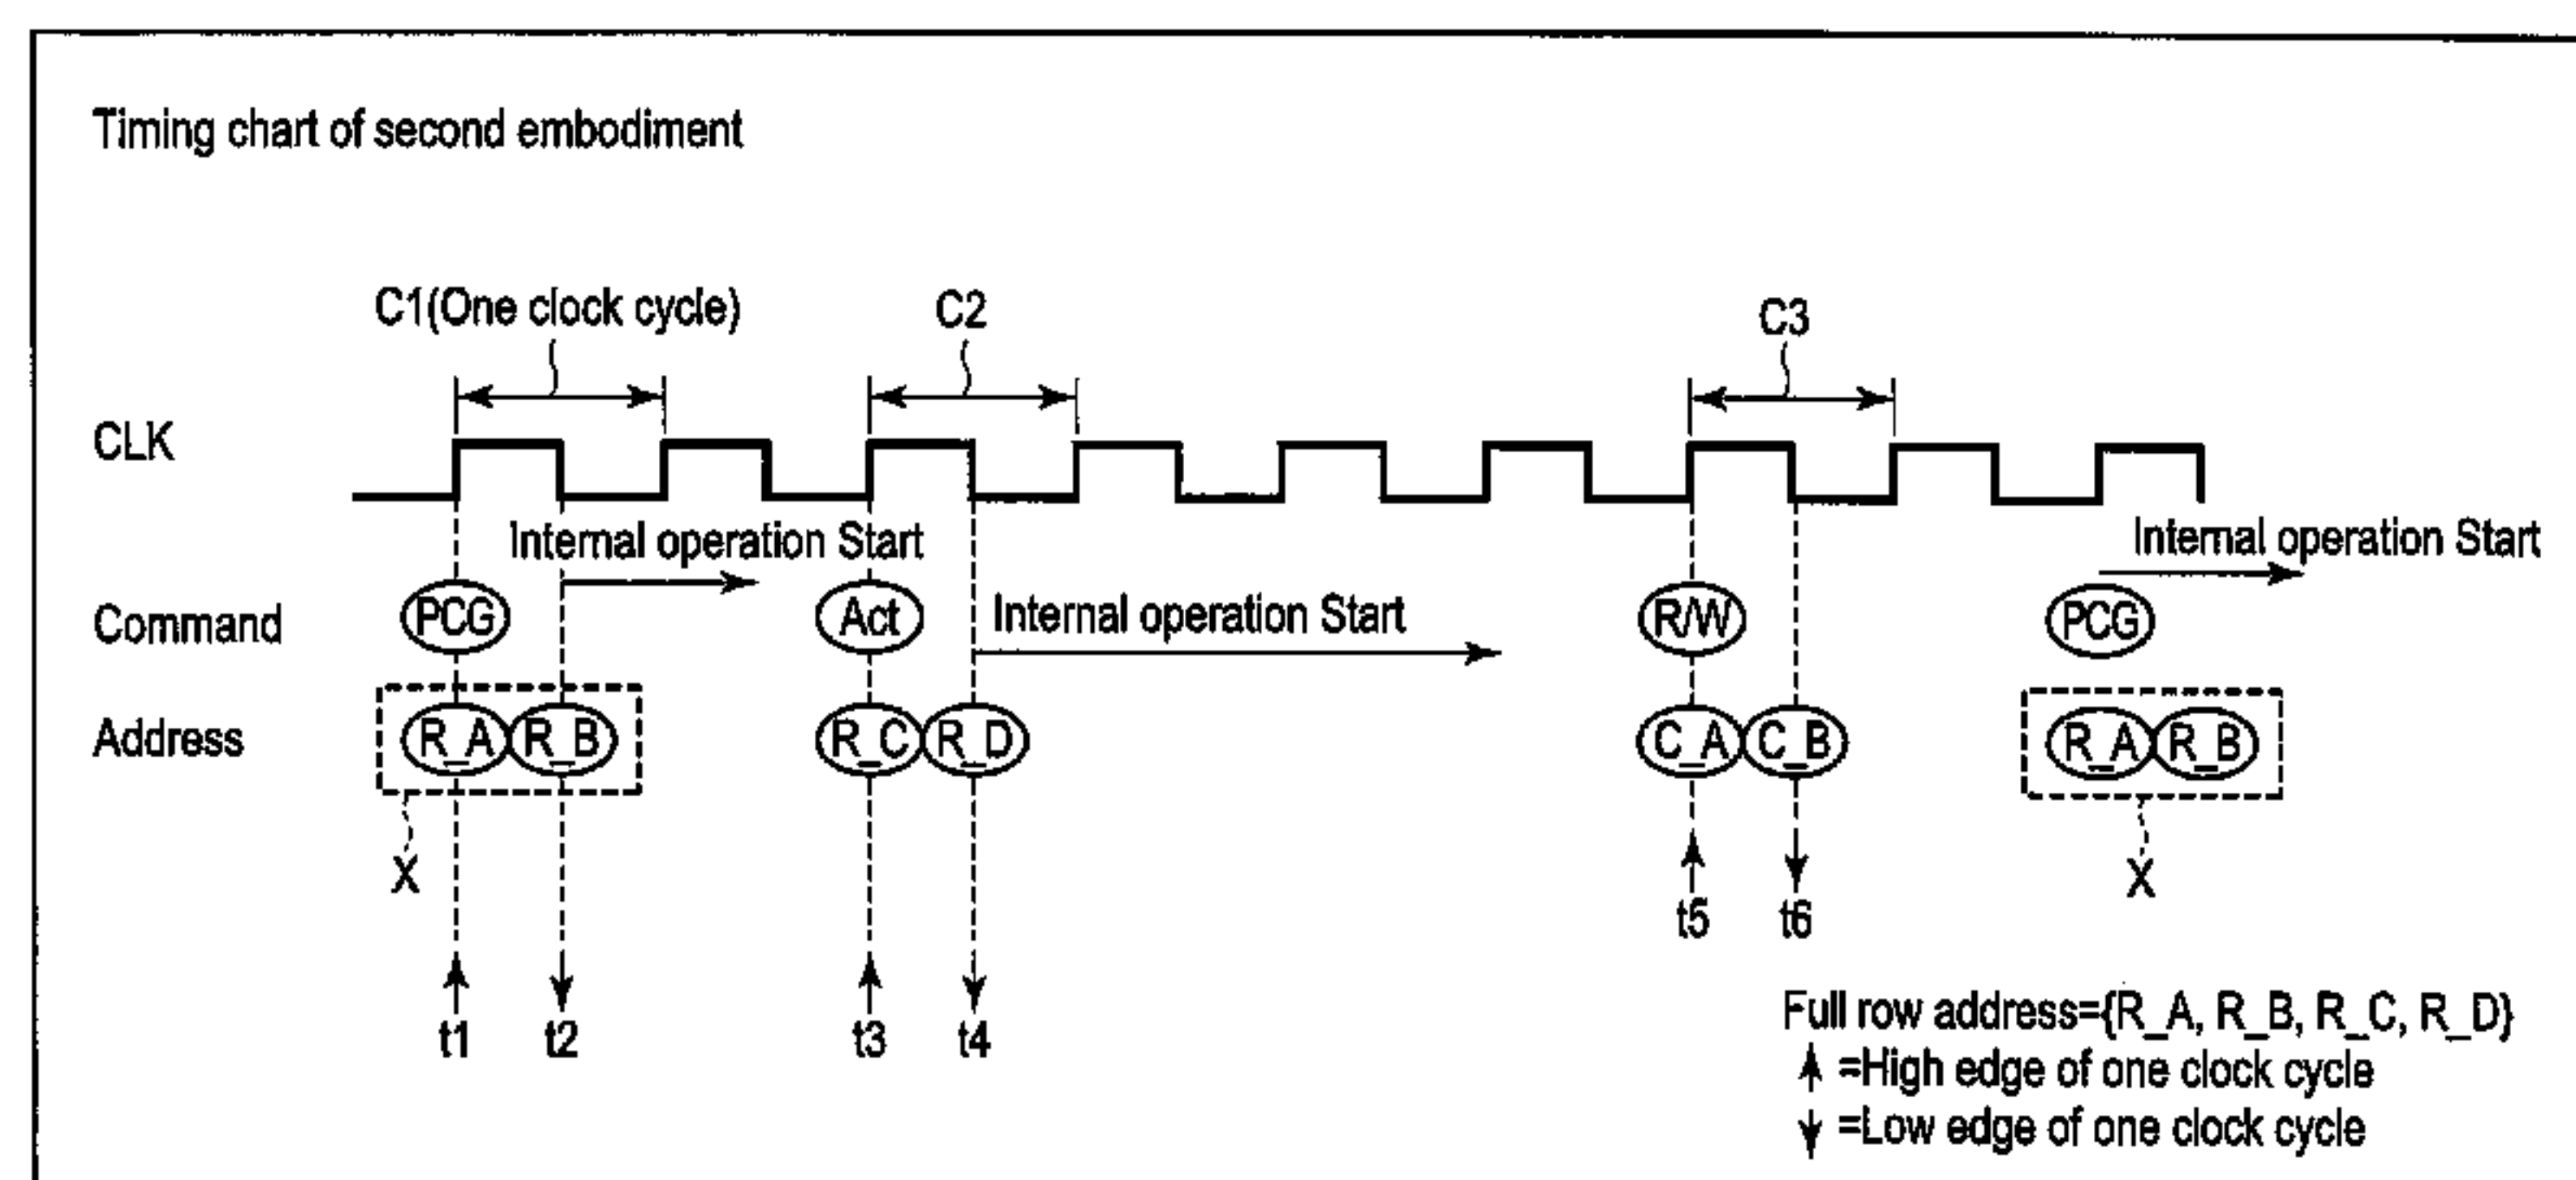 Timing chart of second embodiment
C1(One clock cycle) C2 C3
CLK
Internal operation Start Internal operation Start
Command PCG Act Internal operation Start R/W PCG
Address R_A R_B R_C R_D C_A C_B R_A R_B
X X
t5 t6
t1 t2 t3 t4
Full row address={R_A, R_B, R_C, R_D}
↑ =High edge of one clock cycle
↓ =Low edge of one clock cycle